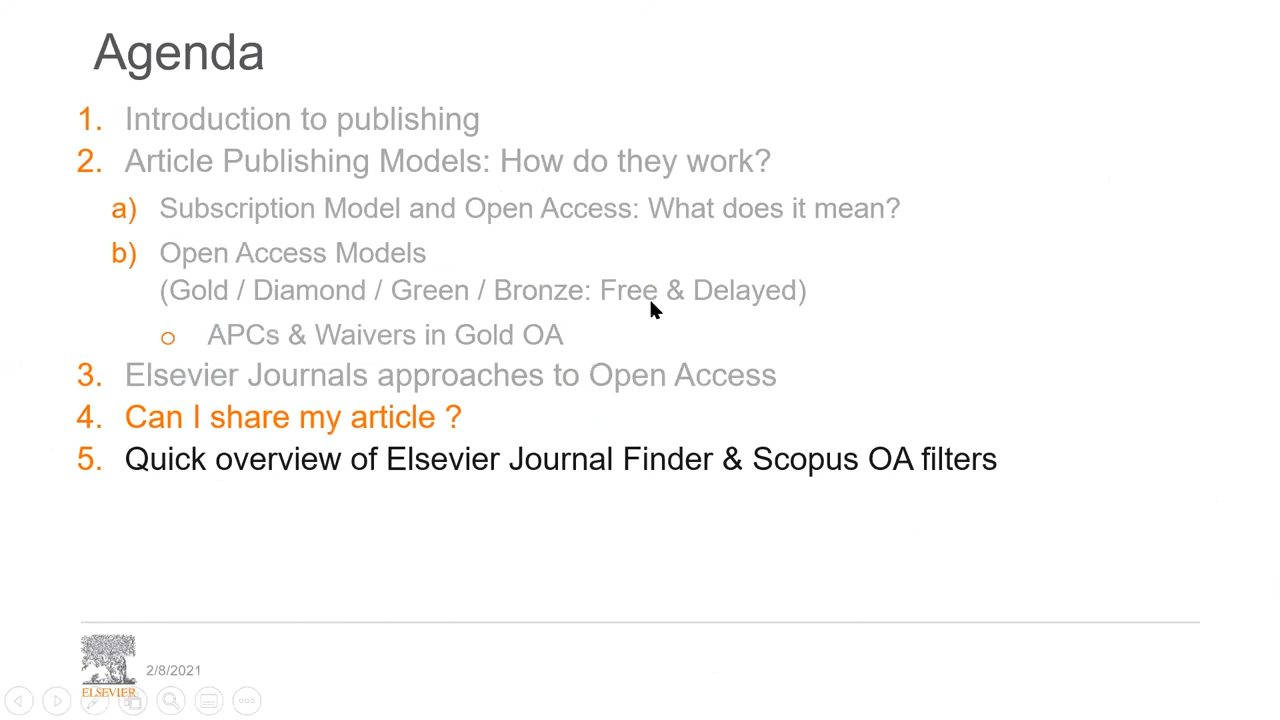 Agenda
1. Introduction to publishing
2. Article Publishing Models: How do they work?
a) Subscription Model and Open Access: What does it mean?
b) Open Access Models
(Gold / Diamond / Green / Bronze: Free & Delayed)
o APCs & Waivers in Gold OA
3. Elsevier Journals approaches to Open Access
4. Can I share my article ?
5. Quick overview of Elsevier Journal Finder & Scopus OA filters
2/8/2021
ELSEVIER